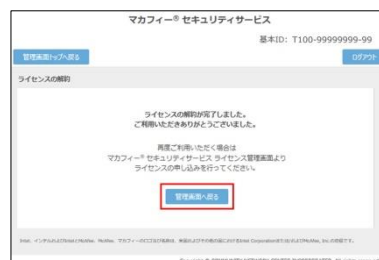 マカフィー® セキュリティサービス
基本ID: T100-99999999-99
管理画面トップへ戻る
ログアウト
ライセンスの解約
ライセンスの解約が完了しました。
ご利用いただきありがとうございました。
再度ご利用いただく場合は
マカフィー® セキュリティサービス ライセンス管理画面より
ライセンスの申し込みを行ってください。
管理画面へ戻る